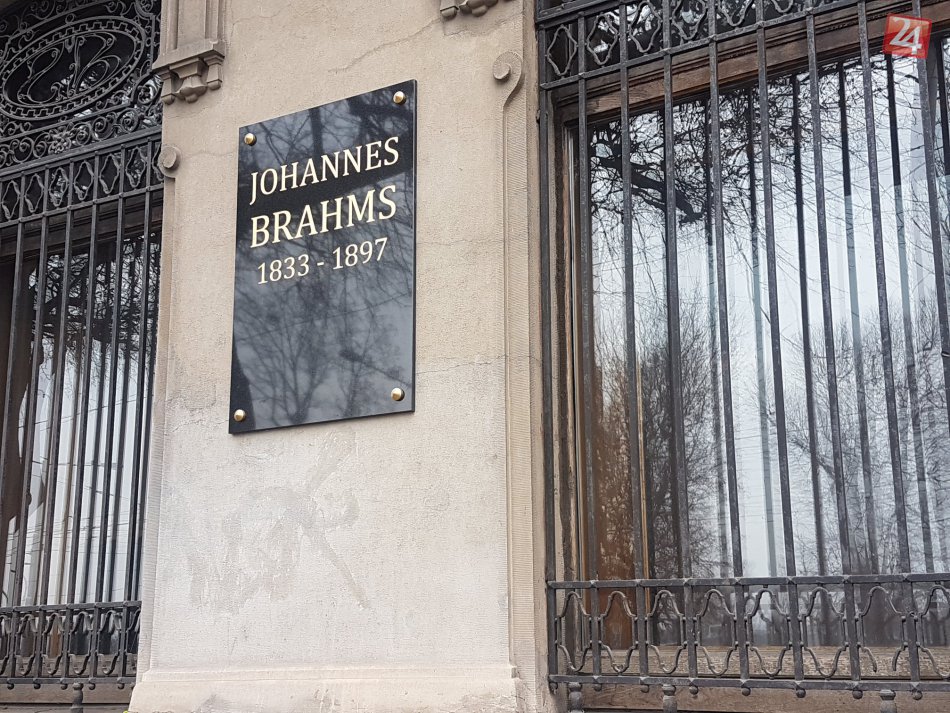 24
JOHANNES
BRAHMS
1833 - 1897